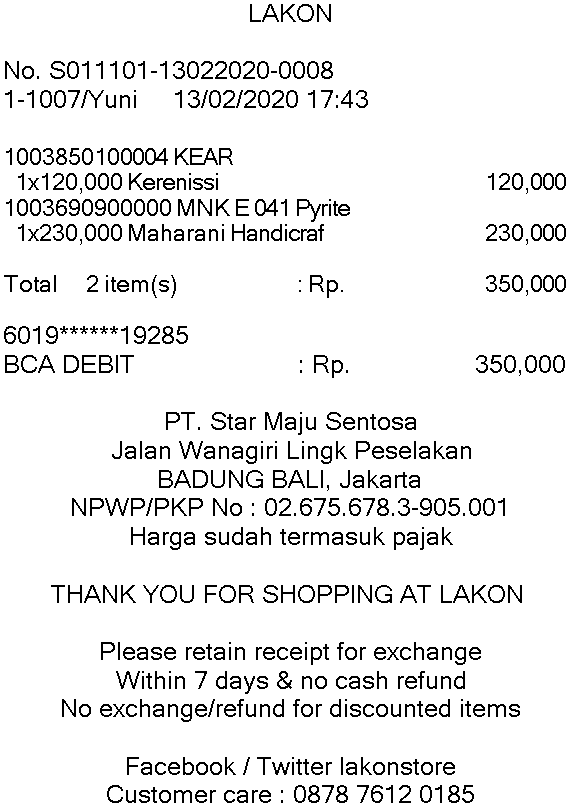 LAKON
No. S011101-13022020-0008
1-1007/Yuni 13/02/2020 17:43
1003850100004 KEAR
1x120,000 Kerenissi 120,000
1003690900000 MNK E 041 Pyrite
1x230,000 Maharani Handicraf 230,000
Total 2 item(s) : Rp. 350,000
6019******19285
BCA DEBIT : Rp. 350,000
PT. Star Maju Sentosa
Jalan Wanagiri Lingk Peselakan
BADUNG BALI, Jakarta
NPWP/PKP No : 02.675.678.3-905.001
Harga sudah termasuk pajak
THANK YOU FOR SHOPPING AT LAKON
Please retain receipt for exchange
Within 7 days & no cash refund
No exchange/refund for discounted items
Facebook / Twitter lakonstore
Customer care : 0878 7612 0185